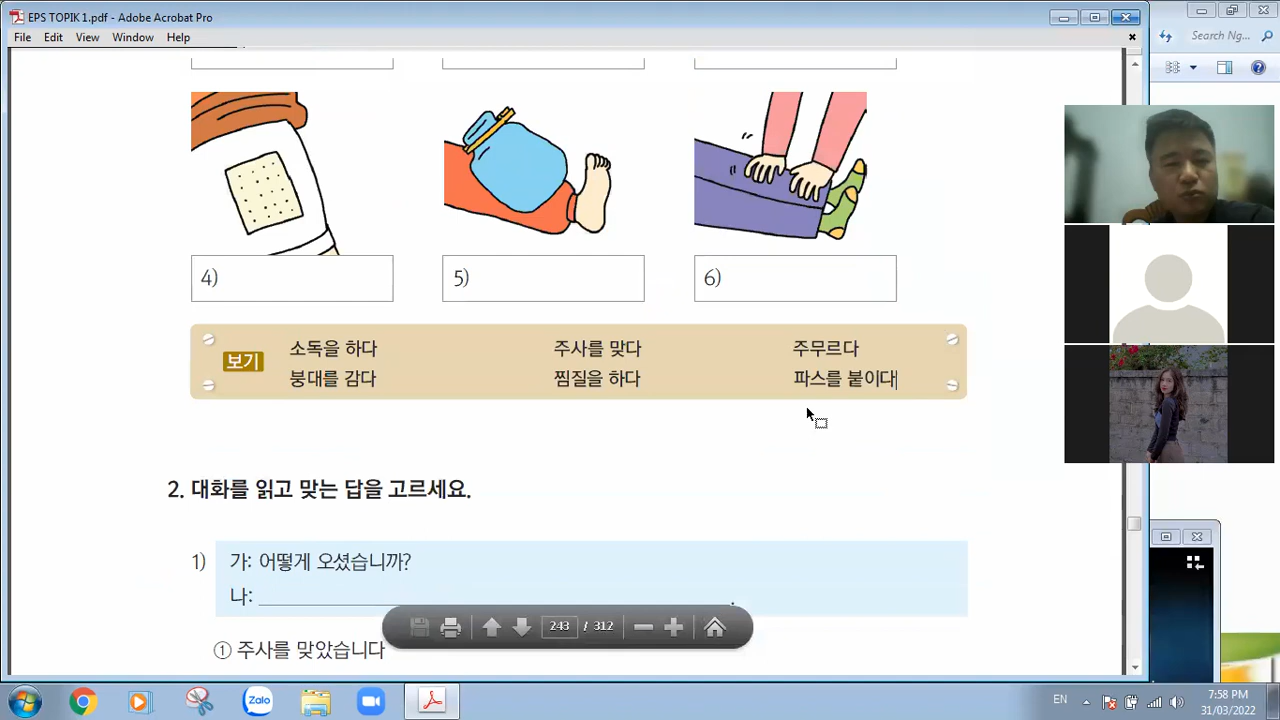 EPS TOPIK 1.pdf - Adobe Acrobat Pro
File Edit View Window Help
Search Ng...
4)
5)
6)
보기
소독을 하다 주사를 맞다 주무르다
붕대를 감다 찜질을 하다 파스를 붙이다
2. 대화를 읽고 맞는 답을 고르세요.
1) 가: 어떻게 오셨습니까?
나: ________________.
243 / 312
① 주사를 맞았습니다
Zalo
EN
7:58 PM
31/03/2022